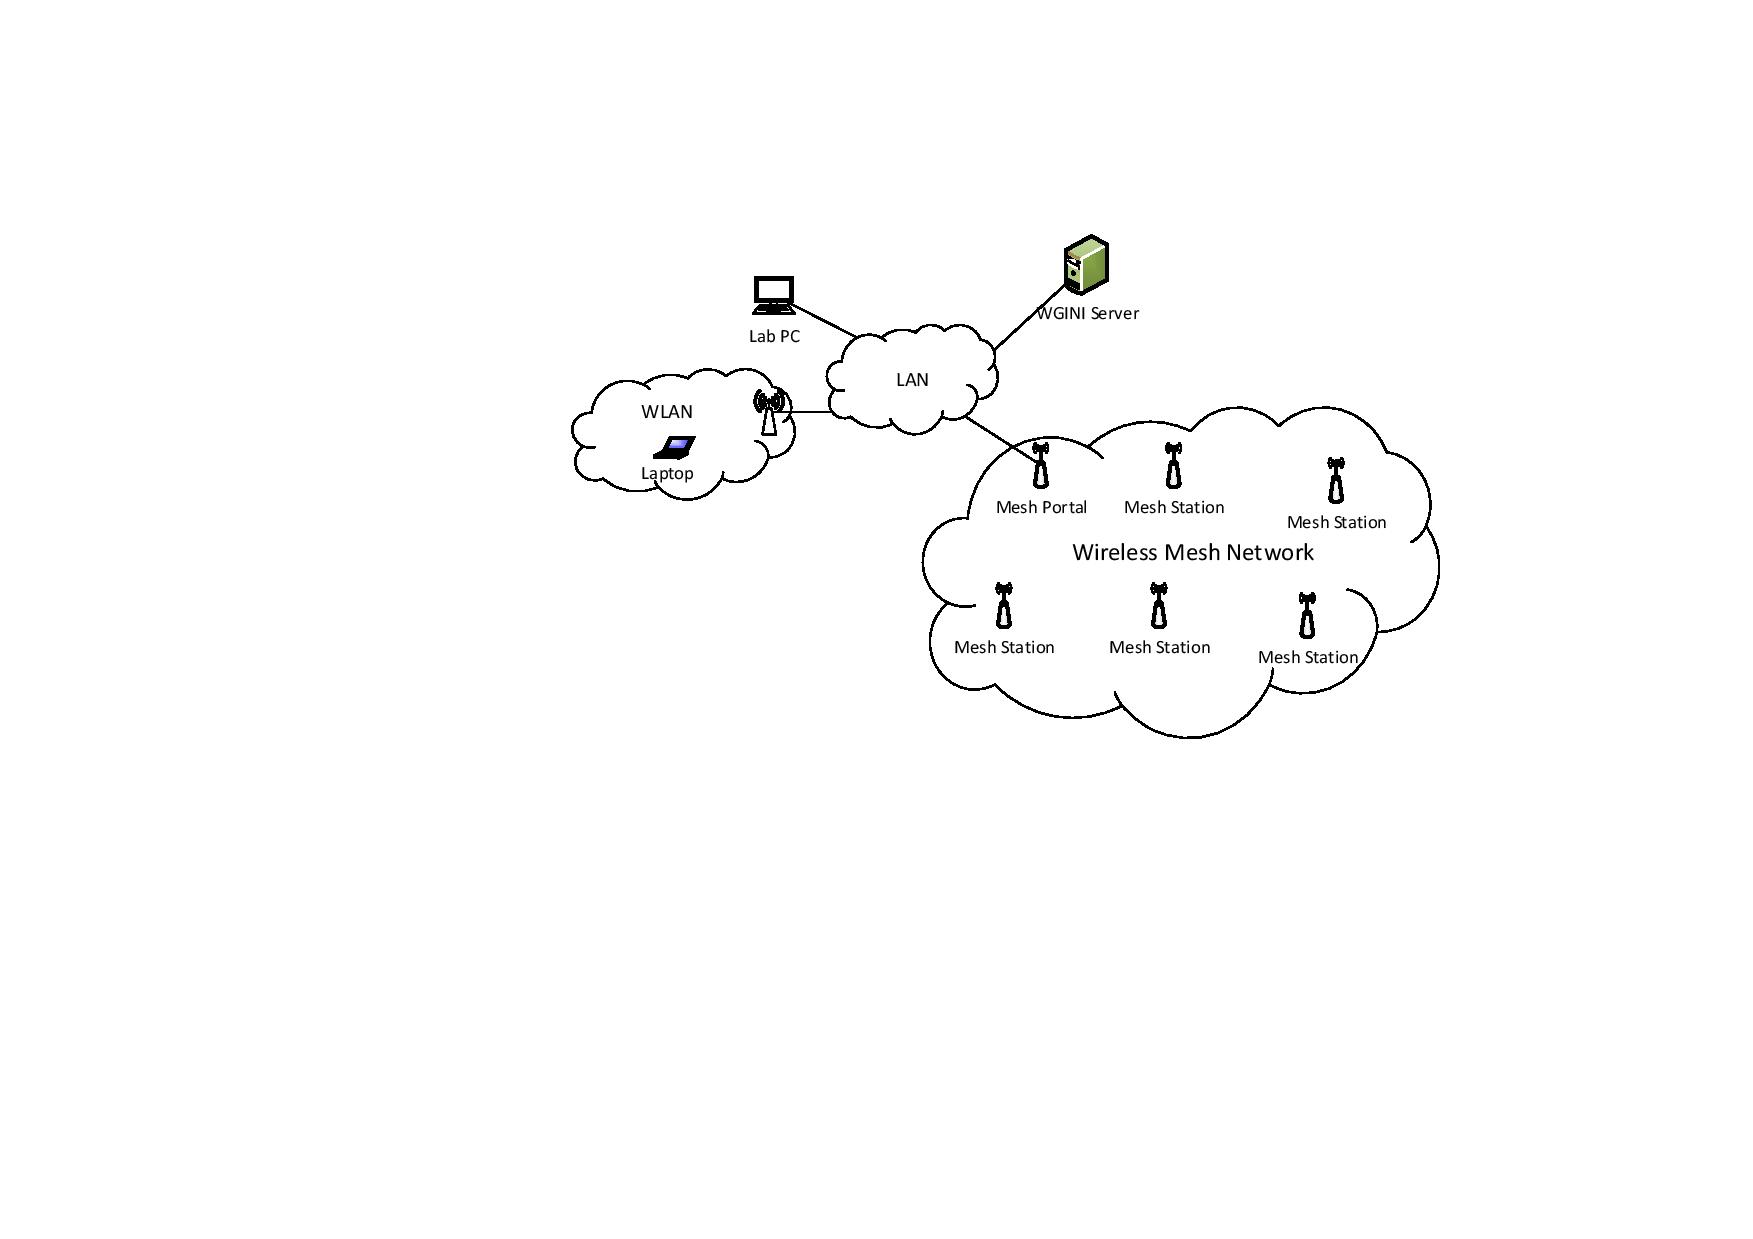 WGINI Server
Lab PC
LAN
WLAN
Laptop
Mesh Portal
Mesh Station
Mesh Station
Wireless Mesh Network
Mesh Station
Mesh Station
Mesh Station